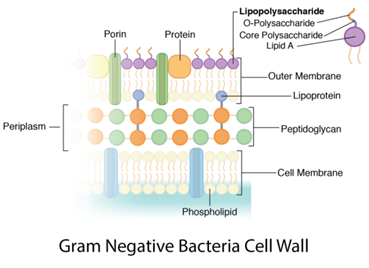 Lipopolysaccharide
O-Polysaccharide
Core Polysaccharide
Lipid A
Porin
Protein
Outer Membrane
Lipoprotein
Periplasm
Peptidoglycan
Cell Membrane
Phospholipid
Gram Negative Bacteria Cell Wall